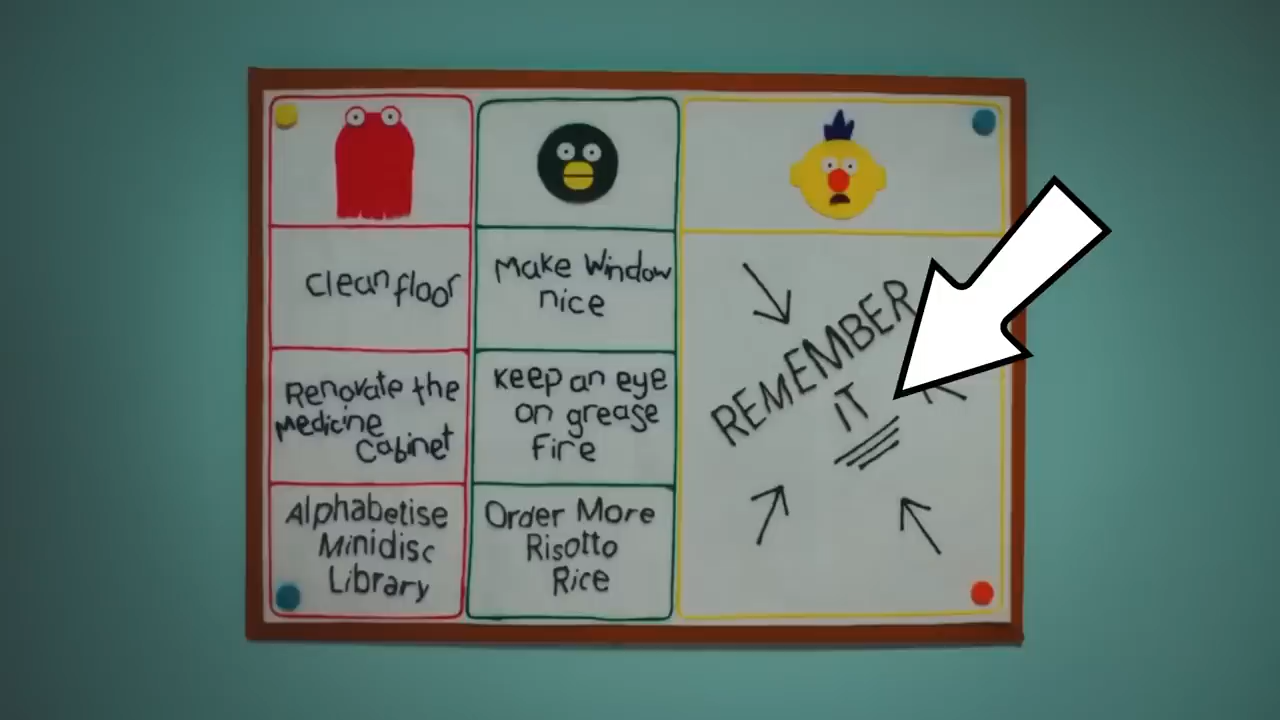 Clean floor
Renovate the
Medicine
Cabinet
Alphabetise
Minidisc
Library
Make Window
nice
Keep an eye
on grease
Fire
Order More
Risotto
Rice
REMEMBER
IT